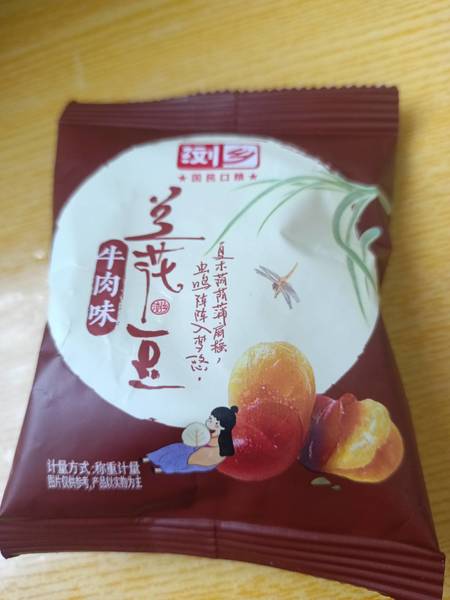 浏乡
★国民口粮★
兰花豆
牛肉味
夏木荫荫蒲扇摇，
虫鸣阵阵入梦悠。
计量方式:称重计量
图片仅供参考,产品以实物为主